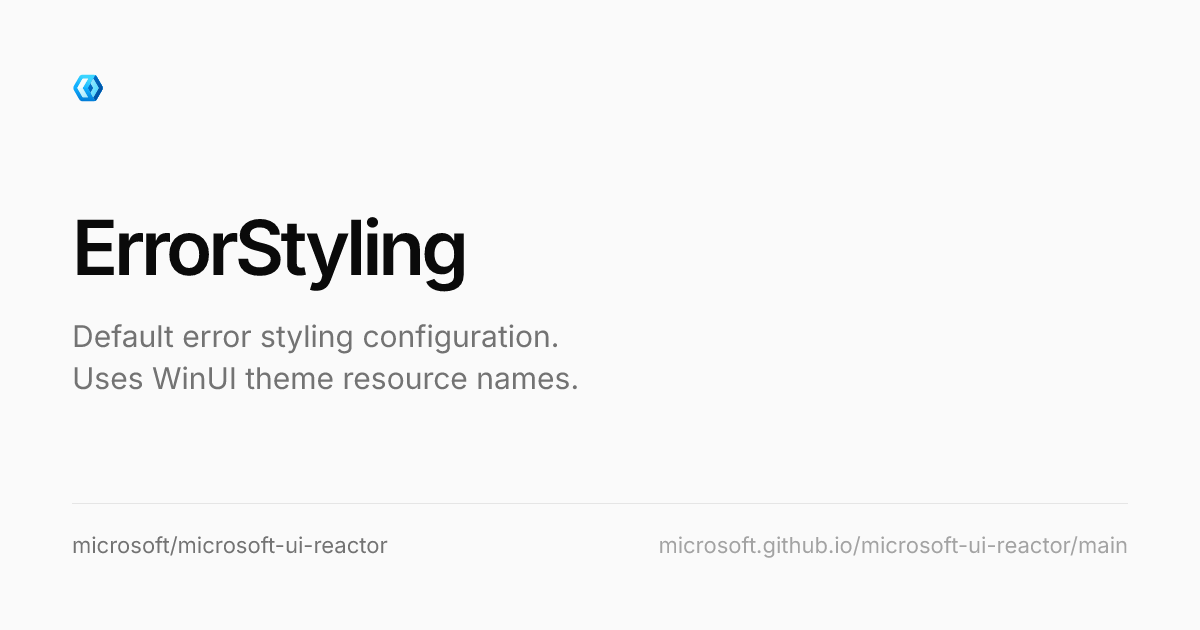 ErrorStyling
Default error styling configuration.
Uses WinUI theme resource names.
microsoft/microsoft-ui-reactor
microsoft.github.io/microsoft-ui-reactor/main